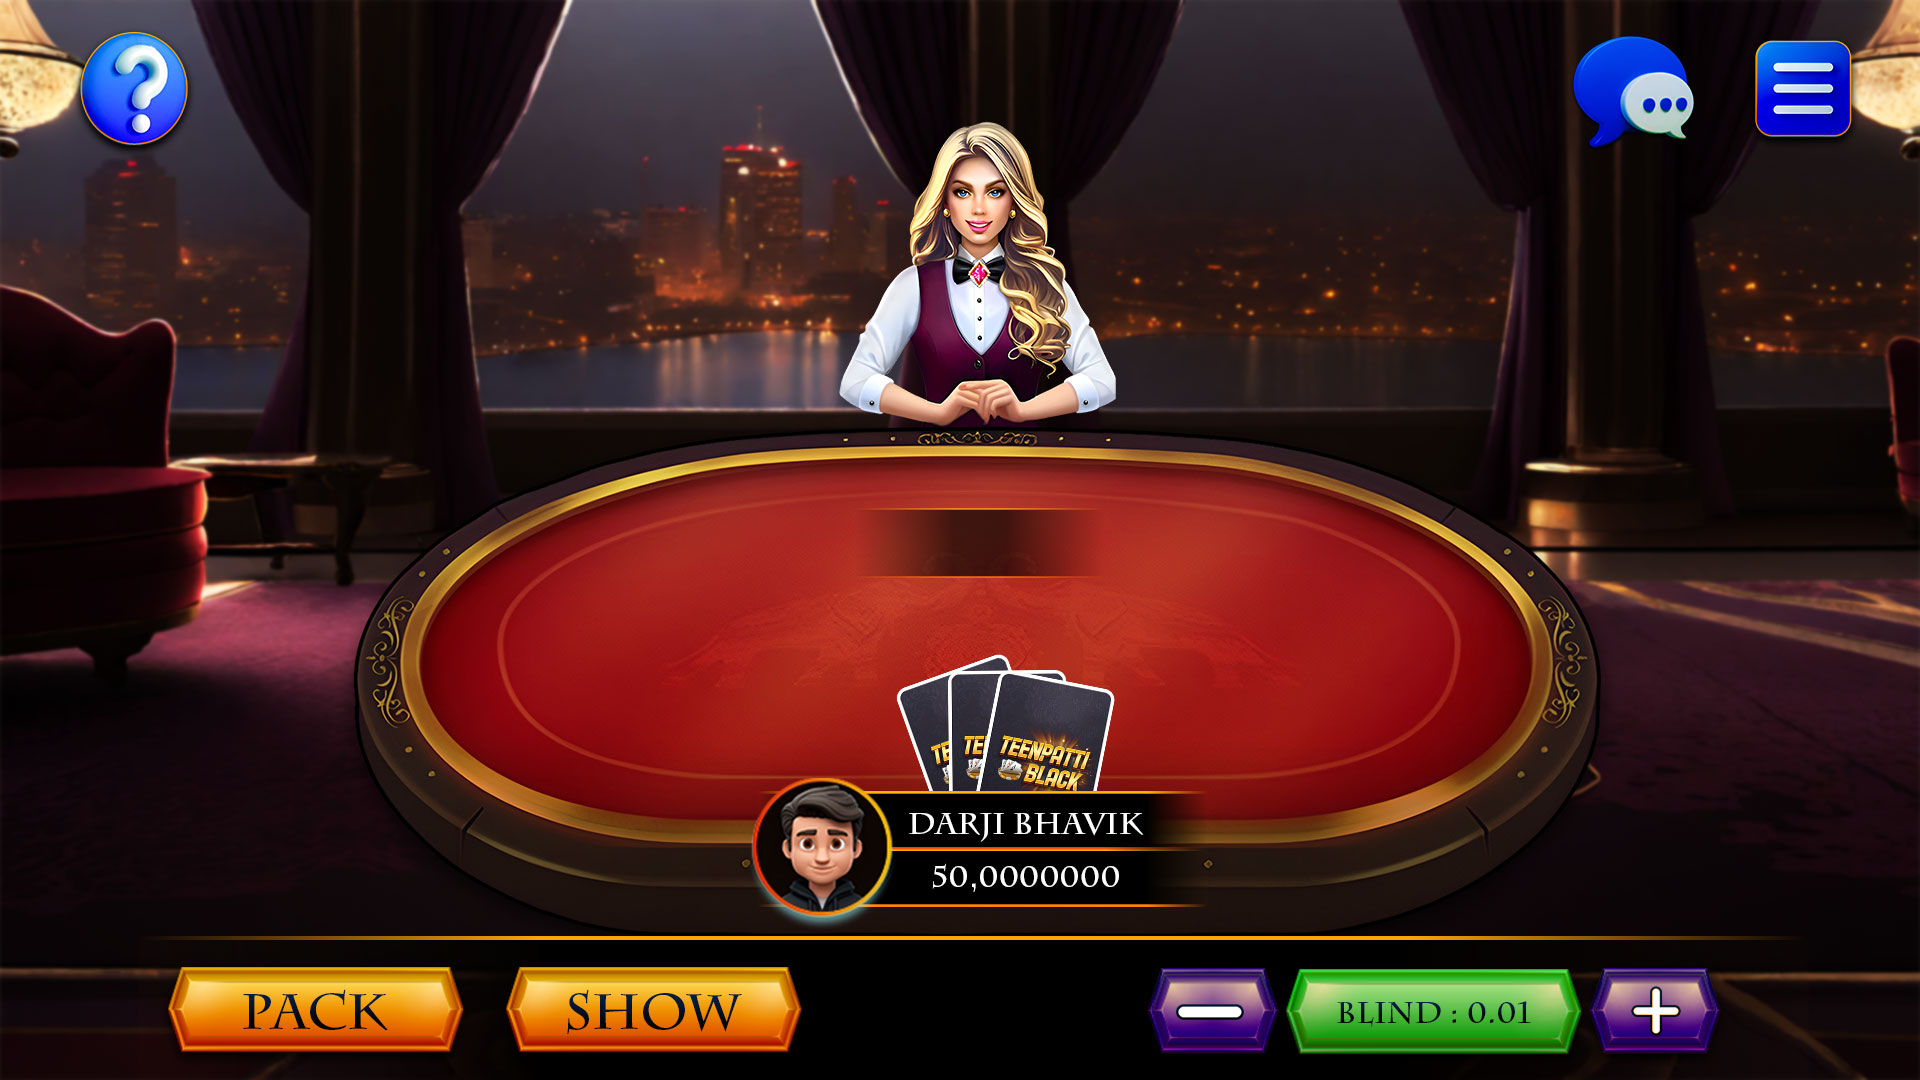 TEENPATTI
BLACK
DARJI BHAVIK
50,0000000
PACK
SHOW
BLIND : 0.01